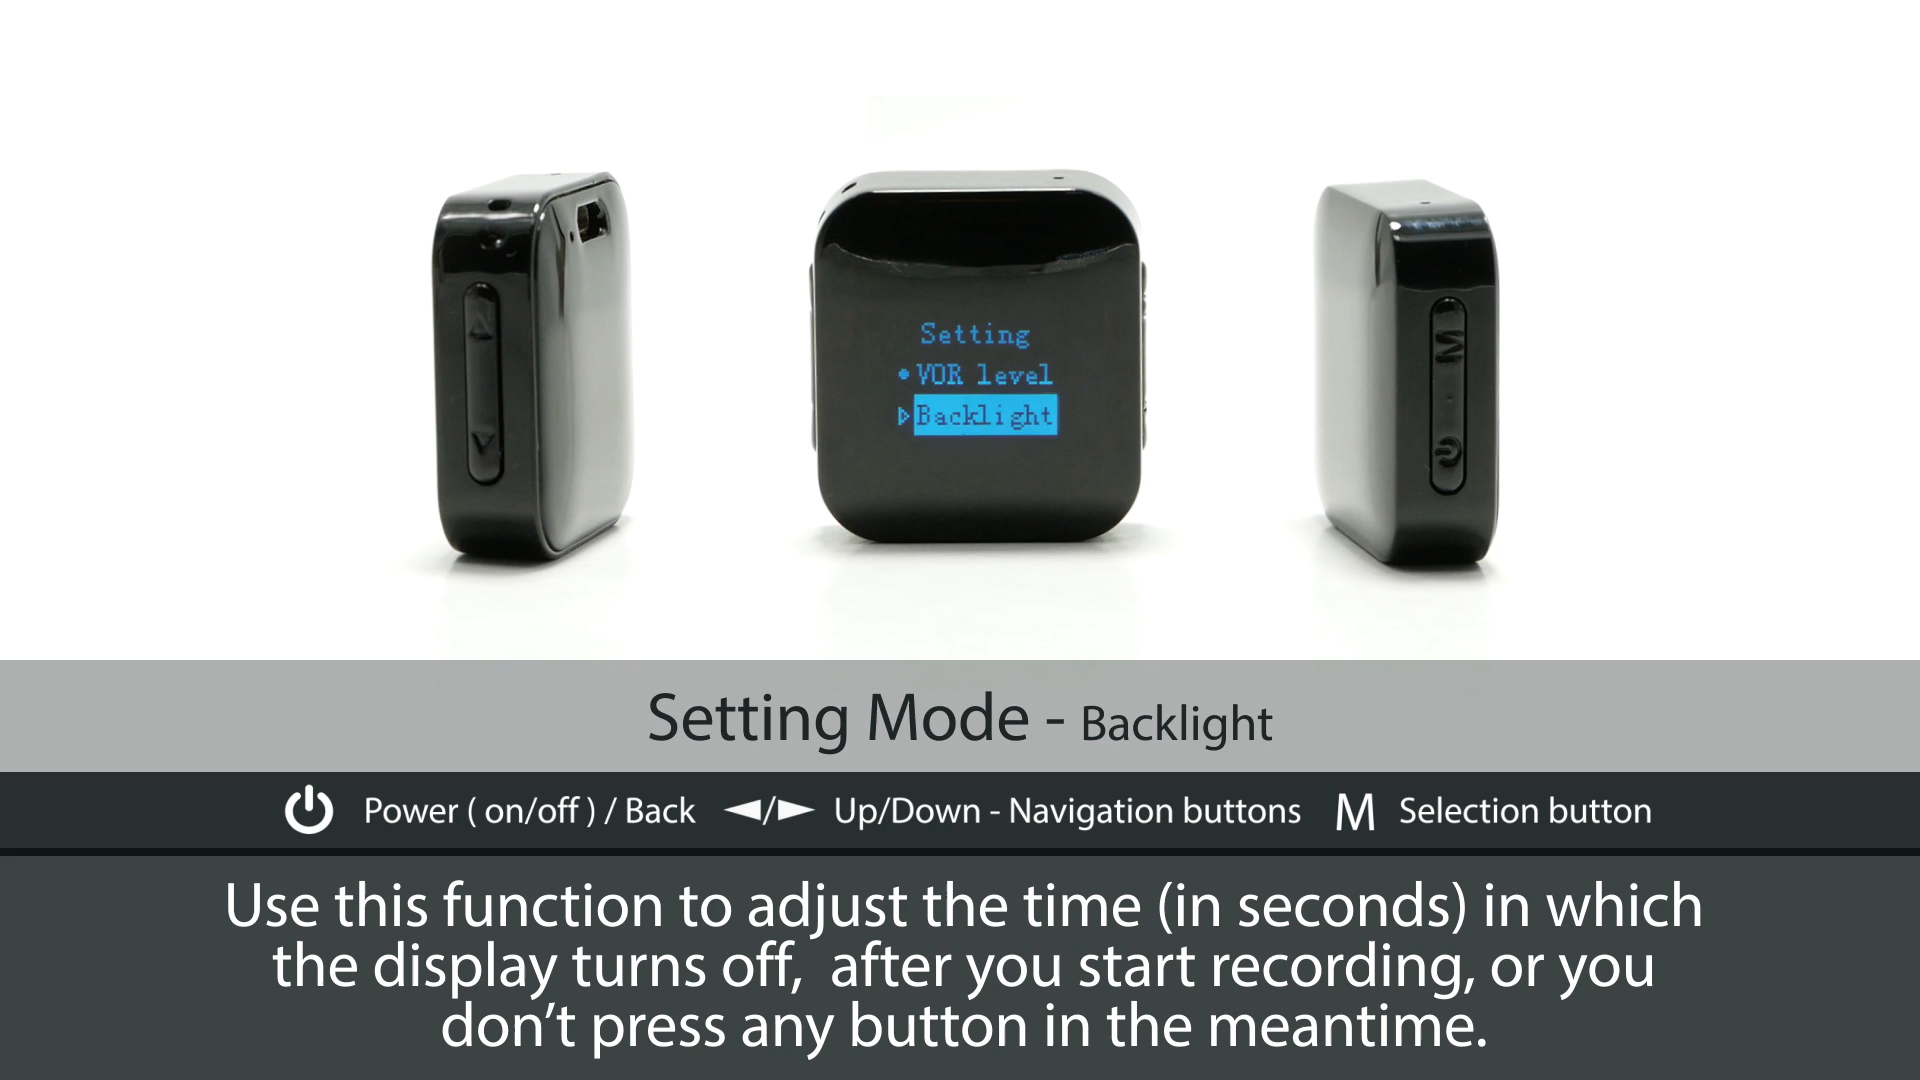 Setting
VOR level
Backlight
M
Setting Mode - Backlight
Power ( on/off ) / Back ◄/► Up/Down - Navigation buttons M Selection button
Use this function to adjust the time (in seconds) in which
the display turns off,  after you start recording, or you
don’t press any button in the meantime.